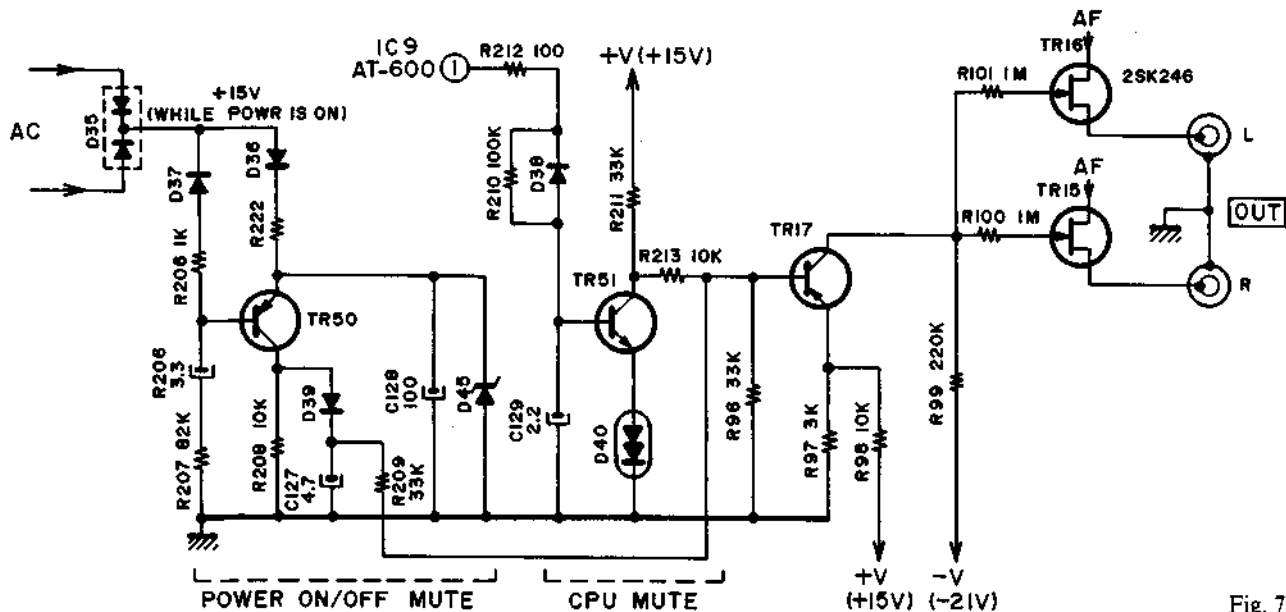 AC
D35
+15V
(WHILE POWR IS ON)
D37
D36
R206 1K
R222
TR50
R206
3.3
R207 82K
R208 10K
D39
C127
4.7
R209
33K
C128
100
D45
IC9
AT-600 1
R212 100
R210 100K
D38
C129
2.2
+V(+15V)
R211 33K
R213 10K
TR51
D40
R96 33K
TR17
R97 3K
R98 10K
R99 220K
+V
(+15V)
-V
(-21V)
R101 1M
R100 1M
AF
TR16
2SK246
AF
TR15
L
R
OUT
POWER ON/OFF MUTE
CPU MUTE
Fig. 7